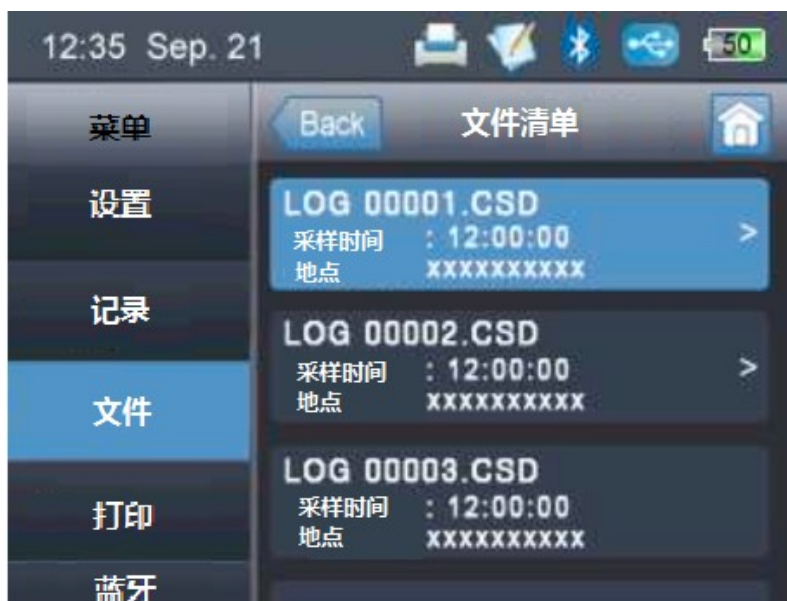 12:35 Sep. 21
50
菜单
Back
文件清单
设置
LOG 00001.CSD
采样时间 : 12:00:00
地点 xxxxxxxxxx
>
记录
LOG 00002.CSD
采样时间 : 12:00:00
地点 xxxxxxxxxx
>
文件
LOG 00003.CSD
采样时间 : 12:00:00
地点 xxxxxxxxxx
打印
蓝牙